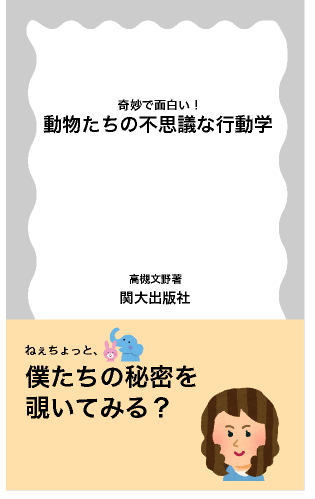 奇妙で面白い！
動物たちの不思議な行動学
高槻文野著
関大出版社
ねぇちょっと、
僕たちの秘密を
覗いてみる？